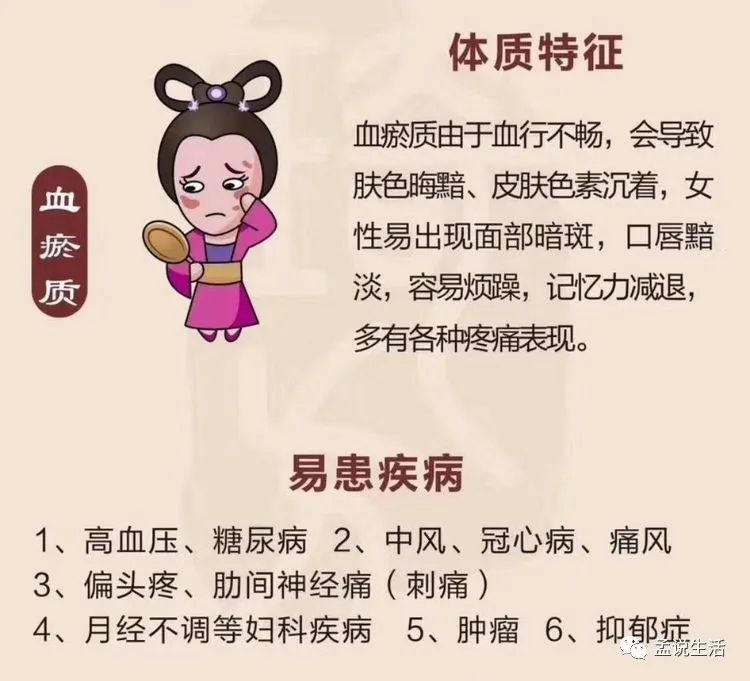 体质特征
血瘀质
血瘀质由于血行不畅，会导致
肤色晦黯、皮肤色素沉着，女
性易出现面部暗斑，口唇黯
淡，容易烦躁，记忆力减退，
多有各种疼痛表现。
易患疾病
1、高血压、糖尿病 2、中风、冠心病、痛风
3、偏头疼、肋间神经痛（刺痛）
4、月经不调等妇科疾病 5、肿瘤 6、抑郁症
孟说生活